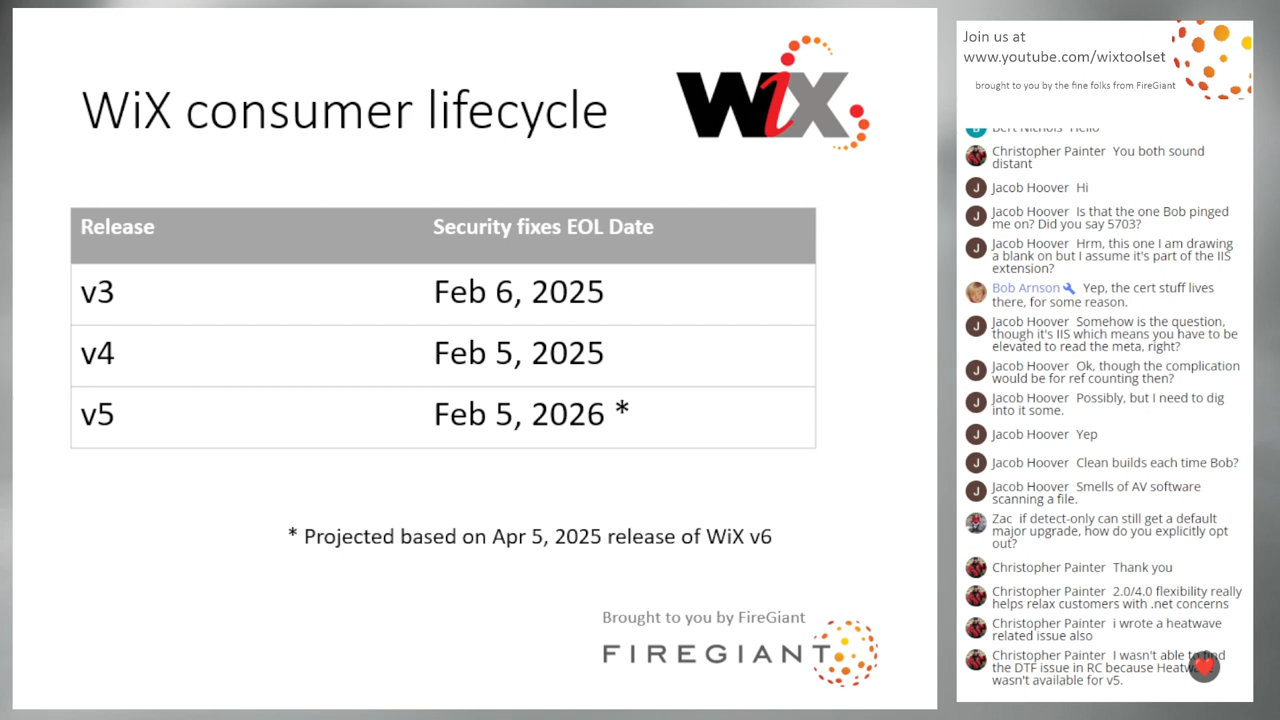 WiX consumer lifecycle
WiX
Release Security fixes EOL Date
v3 Feb 6, 2025
v4 Feb 5, 2025
v5 Feb 5, 2026 *
* Projected based on Apr 5, 2025 release of WiX v6
Brought to you by FireGiant
FIREGIANT
Join us at
www.youtube.com/wixtoolset
brought to you by the fine folks from FireGiant
Bert Nichols Hello
Christopher Painter You both sound
distant
J Jacob Hoover Hi
J Jacob Hoover Is that the one Bob pinged
me on? Did you say 5703?
J Jacob Hoover Hrm, this one I am drawing
a blank on but I assume it's part of the IIS
extension?
Bob Arnson Yep, the cert stuff lives
there, for some reason.
J Jacob Hoover Somehow is the question,
though it's IIS which means you have to be
elevated to read the meta, right?
J Jacob Hoover Ok, though the complication
would be for ref counting then?
J Jacob Hoover Possibly, but I need to dig
into it some.
J Jacob Hoover Yep
J Jacob Hoover Clean builds each time Bob?
J Jacob Hoover Smells of AV software
scanning a file.
Zac if detect-only can still get a default
major upgrade, how do you explicitly opt
out?
Christopher Painter Thank you
Christopher Painter 2.0/4.0 flexibility really
helps relax customers with .net concerns
Christopher Painter i wrote a heatwave
related issue also
Christopher Painter I wasn't able to find
the DTF issue in RC because Heatwave
wasn't available for v5.